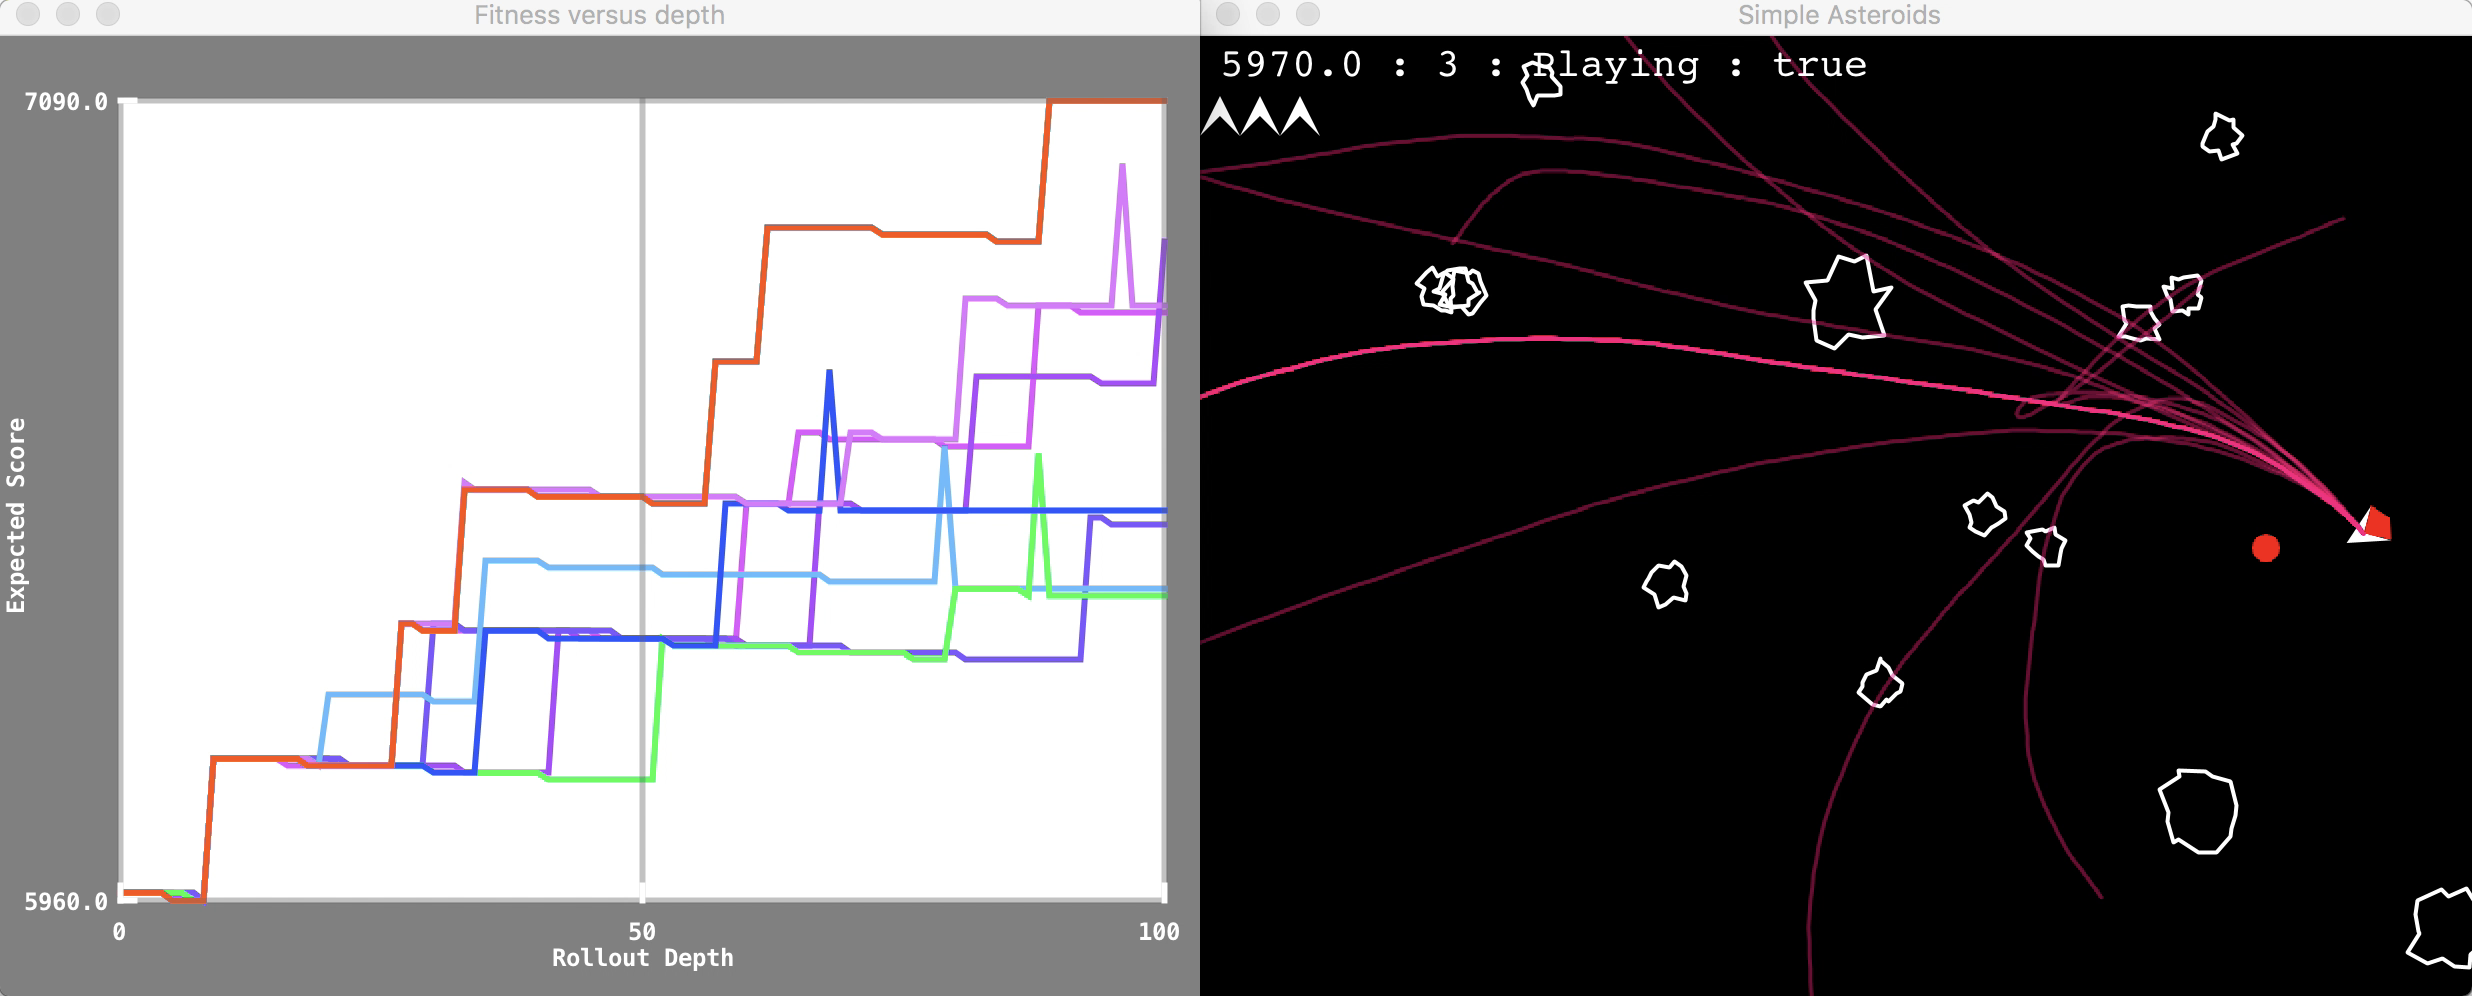 Fitness versus depth
7090.0
Expected Score
5960.0
0 50 100
Rollout Depth
Simple Asteroids
5970.0 : 3 : Playing : true